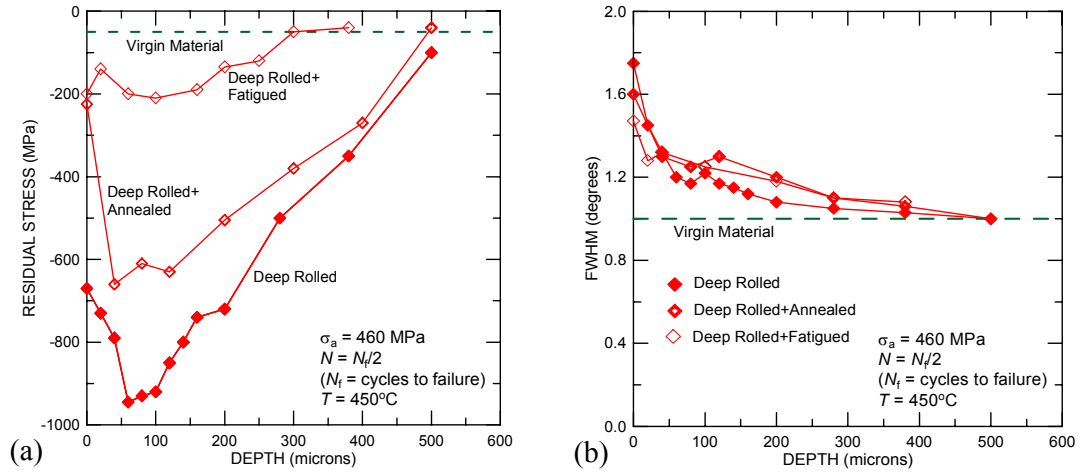 0
-200
-400
-600
-800
-1000
RESIDUAL STRESS (MPa)
0 100 200 300 400 500 600
DEPTH (microns)
Virgin Material
Deep Rolled+
Fatigued
Deep Rolled+
Annealed
Deep Rolled
σa = 460 MPa
N = Nf/2
(Nf = cycles to failure)
T = 450°C
(a)
2.0
1.6
1.2
0.8
0.4
0.0
FWHM (degrees)
0 100 200 300 400 500 600
DEPTH (microns)
Virgin Material
Deep Rolled
Deep Rolled+Annealed
Deep Rolled+Fatigued
σa = 460 MPa
N = Nf/2
(Nf = cycles to failure)
T = 450°C
(b)